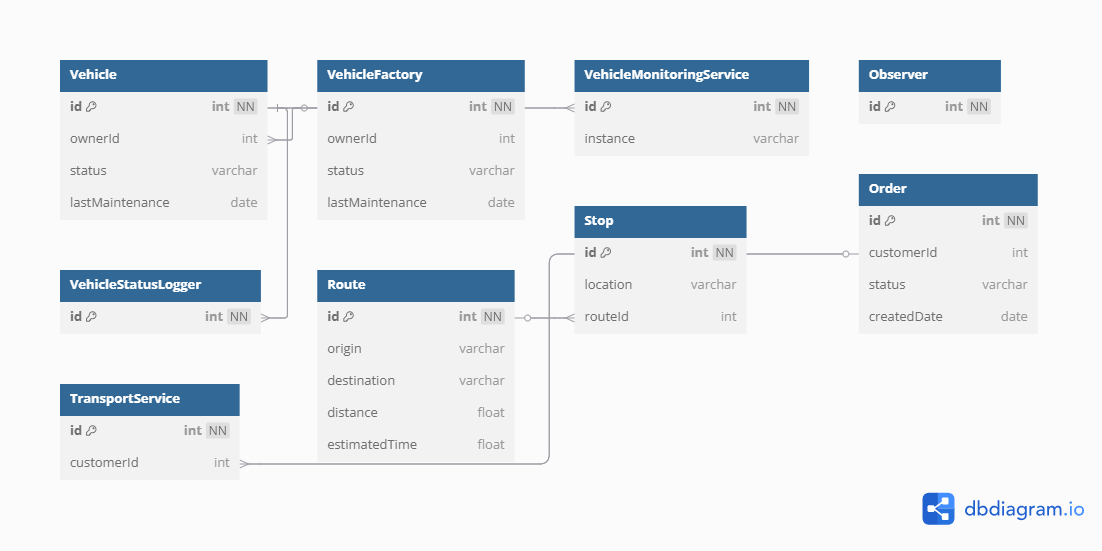 Vehicle
id int NN
ownerId int
status varchar
lastMaintenance date
VehicleFactory
id int NN
ownerId int
status varchar
lastMaintenance date
VehicleMonitoringService
id int NN
instance varchar
Observer
id int NN
Order
id int NN
customerId int
status varchar
createdDate date
Stop
id int NN
location varchar
routeId int
VehicleStatusLogger
id int NN
Route
id int NN
origin varchar
destination varchar
distance float
estimatedTime float
TransportService
id int NN
customerId int
dbdiagram.io